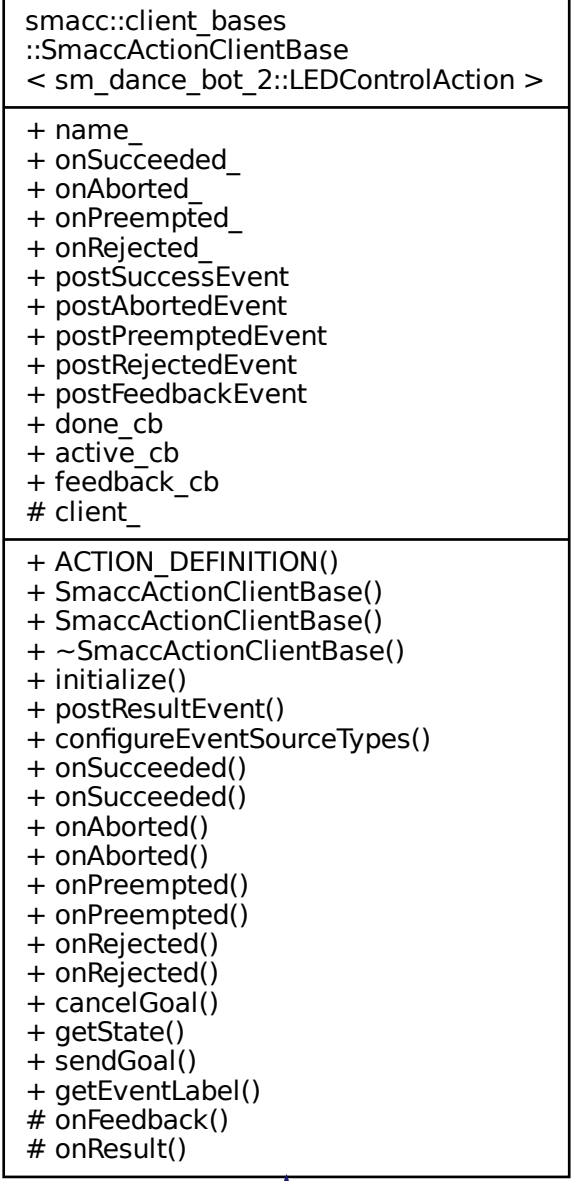 smacc::client_bases
::SmaccActionClientBase
< sm_dance_bot_2::LEDControlAction >
+ name_
+ onSucceeded_
+ onAborted_
+ onPreempted_
+ onRejected_
+ postSuccessEvent
+ postAbortedEvent
+ postPreemptedEvent
+ postRejectedEvent
+ postFeedbackEvent
+ done_cb
+ active_cb
+ feedback_cb
# client_
+ ACTION_DEFINITION()
+ SmaccActionClientBase()
+ SmaccActionClientBase()
+ ~SmaccActionClientBase()
+ initialize()
+ postResultEvent()
+ configureEventSourceTypes()
+ onSucceeded()
+ onSucceeded()
+ onAborted()
+ onAborted()
+ onPreempted()
+ onPreempted()
+ onRejected()
+ onRejected()
+ cancelGoal()
+ getState()
+ sendGoal()
+ getEventLabel()
# onFeedback()
# onResult()